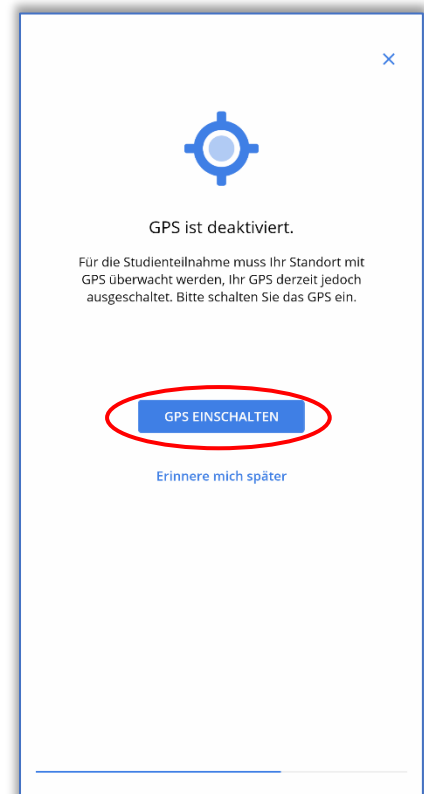 GPS ist deaktiviert.
Für die Studienteilnahme muss Ihr Standort mit
GPS überwacht werden, Ihr GPS derzeit jedoch
ausgeschaltet. Bitte schalten Sie das GPS ein.
GPS EINSCHALTEN
Erinnere mich später